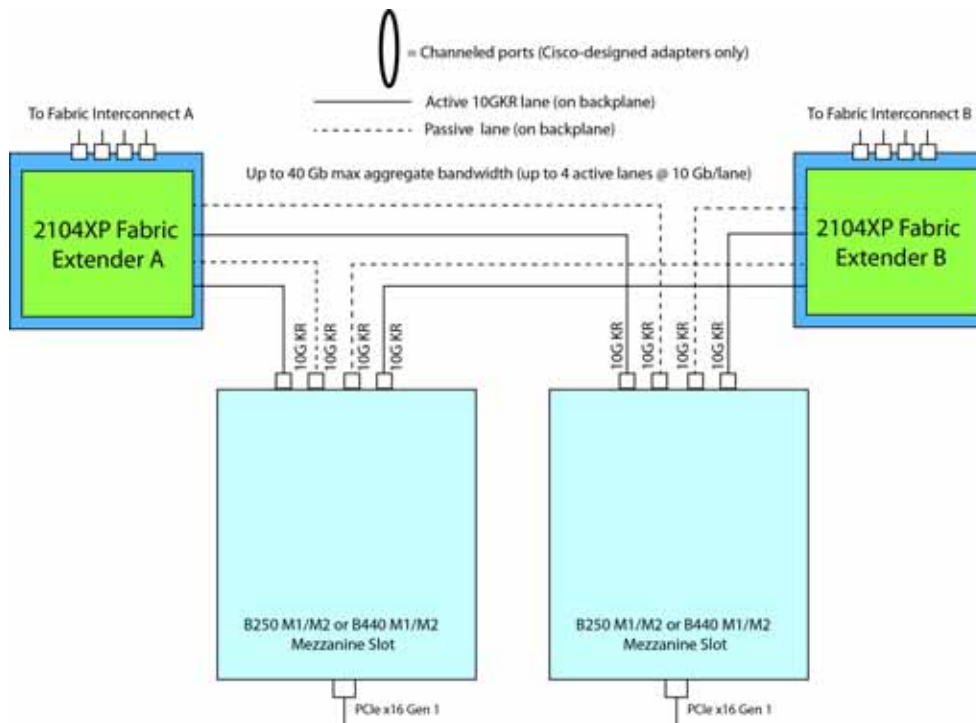 = Channeled ports (Cisco-designed adapters only)
Active 10GKR lane (on backplane)
Passive lane (on backplane)
To Fabric Interconnect A
To Fabric Interconnect B
Up to 40 Gb max aggregate bandwidth (up to 4 active lanes @ 10 Gb/lane)
2104XP Fabric
Extender A
2104XP Fabric
Extender B
10G KR
10G KR
10G KR
10G KR
10G KR
10G KR
10G KR
10G KR
B250 M1/M2 or B440 M1/M2
Mezzanine Slot
B250 M1/M2 or B440 M1/M2
Mezzanine Slot
PCIe x16 Gen 1
PCIe x16 Gen 1